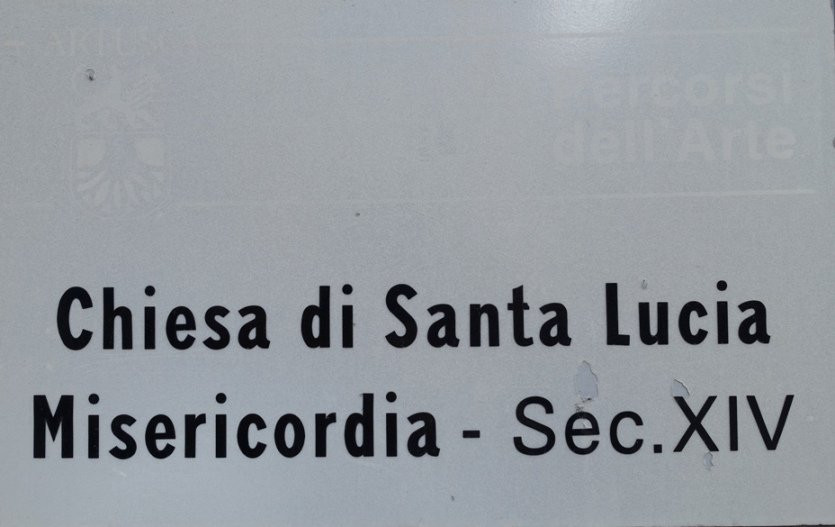 Percorsi
dell'Arte
Chiesa di Santa Lucia
Misericordia - Sec.XIV